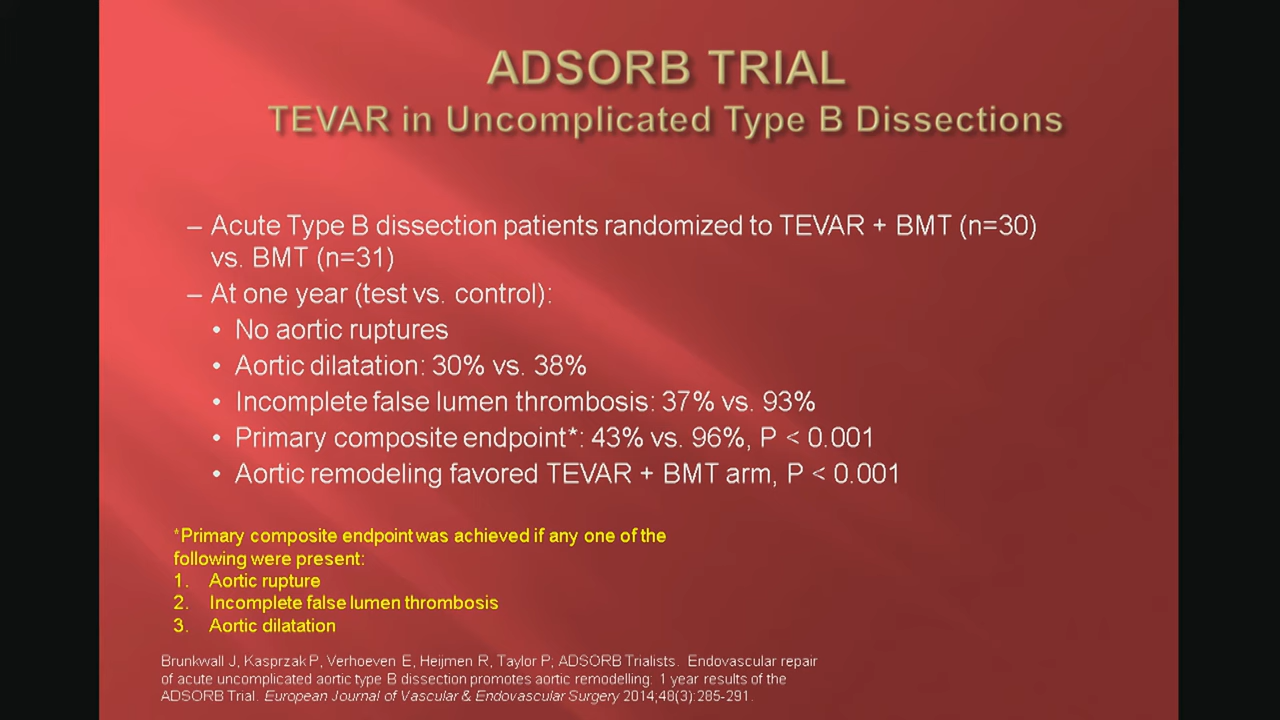 ADSORB TRIAL
TEVAR in Uncomplicated Type B Dissections
– Acute Type B dissection patients randomized to TEVAR + BMT (n=30)
vs. BMT (n=31)
– At one year (test vs. control):
• No aortic ruptures
• Aortic dilatation: 30% vs. 38%
• Incomplete false lumen thrombosis: 37% vs. 93%
• Primary composite endpoint*: 43% vs. 96%, P < 0.001
• Aortic remodeling favored TEVAR + BMT arm, P < 0.001
*Primary composite endpoint was achieved if any one of the
following were present:
1. Aortic rupture
2. Incomplete false lumen thrombosis
3. Aortic dilatation
Brunkwall J, Kasprzak P, Verhoeven E, Heijmen R, Taylor P, ADSORB Trialists. Endovascular repair
of acute uncomplicated aortic type B dissection promotes aortic remodelling: 1 year results of the
ADSORB Trial. European Journal of Vascular & Endovascular Surgery 2014;48(3):285-291.